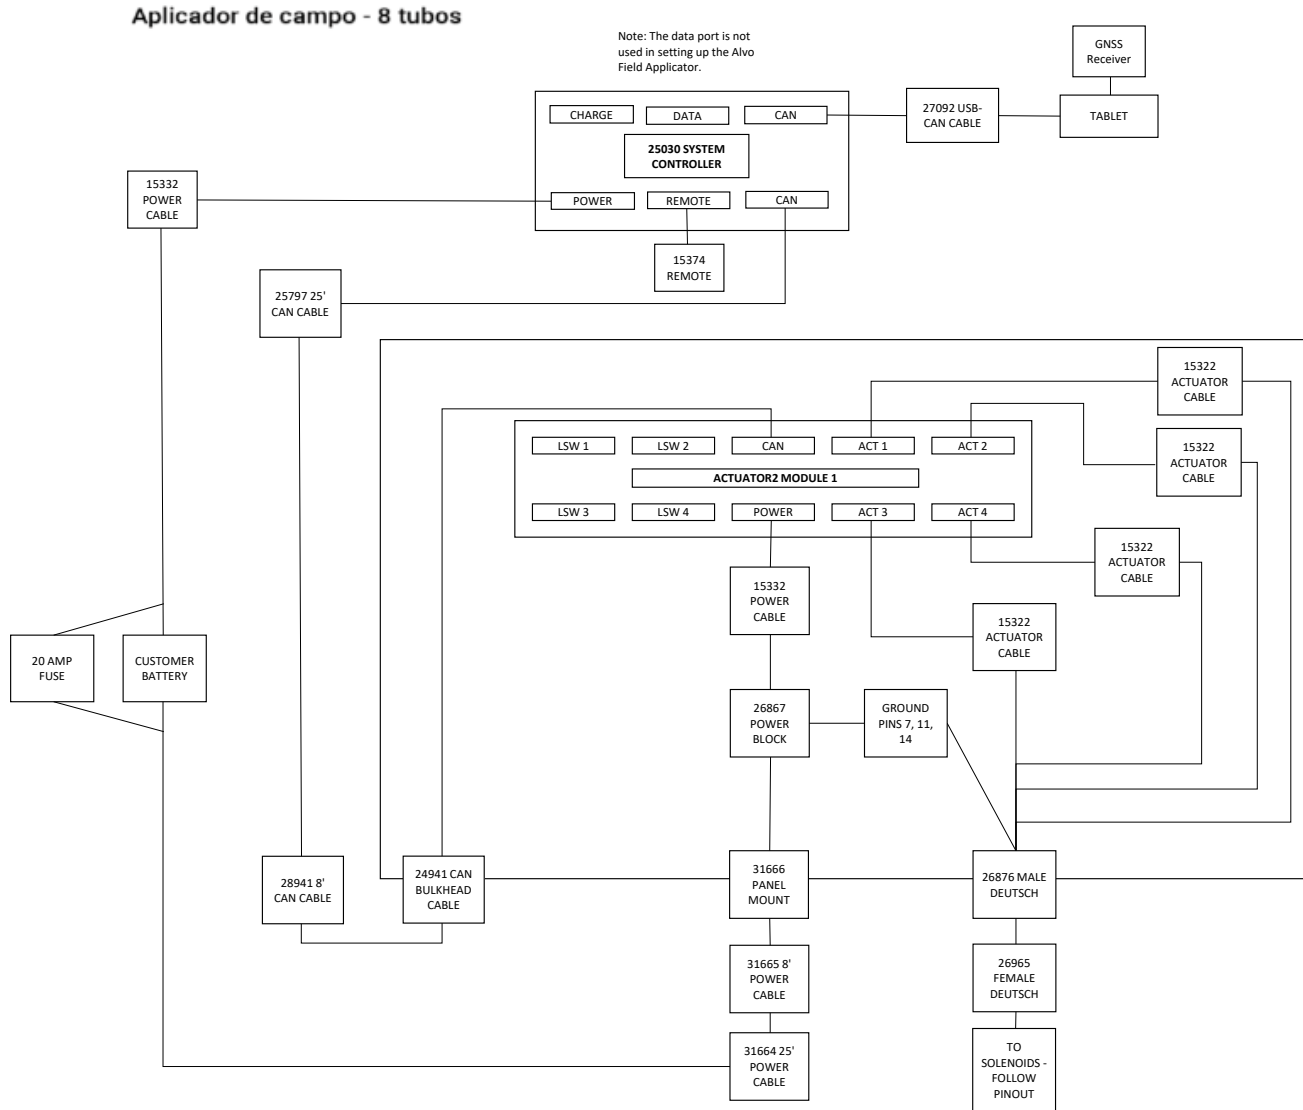 Aplicador de campo - 8 tubos
Note: The data port is not
used in setting up the Alvo
Field Applicator.
GNSS
Receiver
CHARGE
DATA
CAN
27092 USB-
CAN CABLE
TABLET
25030 SYSTEM
CONTROLLER
15332
POWER
CABLE
POWER
REMOTE
CAN
15374
REMOTE
25797 25'
CAN CABLE
15322
ACTUATOR
CABLE
LSW 1
LSW 2
CAN
ACT 1
ACT 2
15322
ACTUATOR
CABLE
ACTUATOR2 MODULE 1
LSW 3
LSW 4
POWER
ACT 3
ACT 4
15322
ACTUATOR
CABLE
15332
POWER
CABLE
15322
ACTUATOR
CABLE
20 AMP
FUSE
CUSTOMER
BATTERY
26867
POWER
BLOCK
GROUND
PINS 7, 11,
14
28941 8'
CAN CABLE
24941 CAN
BULKHEAD
CABLE
31666
PANEL
MOUNT
26876 MALE
DEUTSCH
31665 8'
POWER
CABLE
26965
FEMALE
DEUTSCH
31664 25'
POWER
CABLE
TO
SOLENOIDS -
FOLLOW
PINOUT